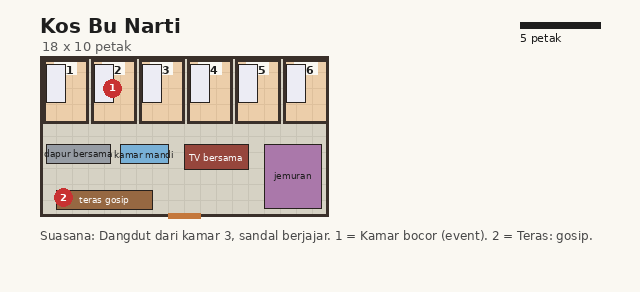 Kos Bu Narti
18 x 10 petak
5 petak
1 2 3 4 5 6
1
dapur bersama kamar mandi TV bersama
jemuran
2 teras gosip
Suasana: Dangdut dari kamar 3, sandal berjajar. 1 = Kamar bocor (event). 2 = Teras: gosip.